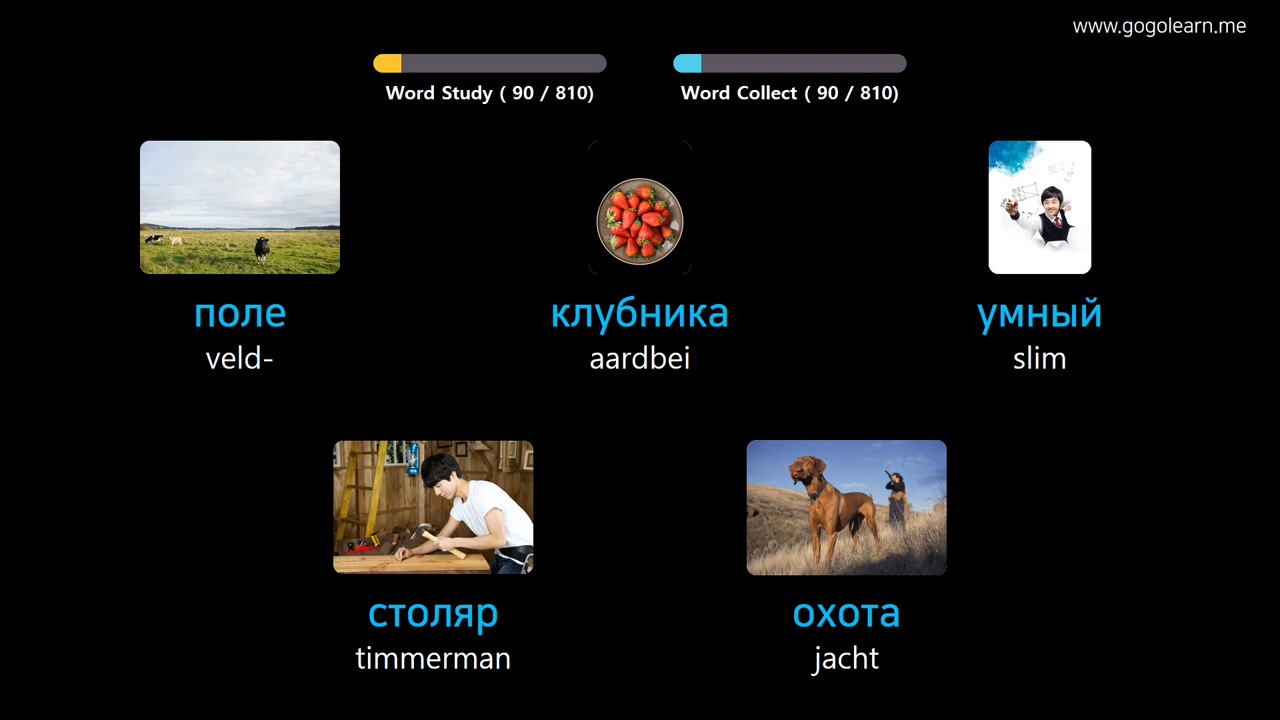 www.gogolearn.me
Word Study ( 90 / 810)
Word Collect ( 90 / 810)
поле
veld-
клубника
aardbei
умный
slim
столяр
timmerman
охота
jacht